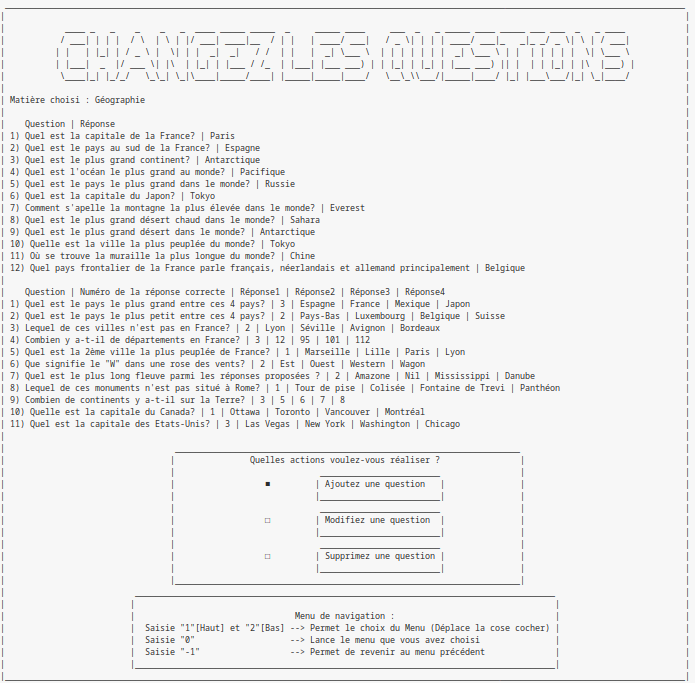 CHANGEZ LES QUESTIONS
Matière choisi : Géographie
Question | Réponse
1) Quel est la capitale de la France? | Paris
2) Quel est le pays au sud de la France? | Espagne
3) Quel est le plus grand continent? | Antarctique
4) Quel est l'océan le plus grand au monde? | Pacifique
5) Quel est le pays le plus grand dans le monde? | Russie
6) Quel est la capitale du Japon? | Tokyo
7) Comment s'apelle la montagne la plus élevée dans le monde? | Everest
8) Quel est le plus grand désert chaud dans le monde? | Sahara
9) Quel est le plus grand désert dans le monde? | Antarctique
10) Quelle est la ville la plus peuplée du monde? | Tokyo
11) Où se trouve la muraille la plus longue du monde? | Chine
12) Quel pays frontalier de la France parle français, néerlandais et allemand principalement | Belgique
Question | Numéro de la réponse correcte | Réponse1 | Réponse2 | Réponse3 | Réponse4
1) Quel est le pays le plus grand entre ces 4 pays? | 3 | Espagne | France | Mexique | Japon
2) Quel est le pays le plus petit entre ces 4 pays? | 2 | Pays-Bas | Luxembourg | Belgique | Suisse
3) Lequel de ces villes n'est pas en France? | 2 | Lyon | Séville | Avignon | Bordeaux
4) Combien y a-t-il de départements en France? | 3 | 12 | 95 | 101 | 112
5) Quel est la 2ème ville la plus peuplée de France? | 1 | Marseille | Lille | Paris | Lyon
6) Que signifie le "W" dans une rose des vents? | 2 | Est | Ouest | Western | Wagon
7) Quel est le plus long fleuve parmi les réponses proposées ? | 2 | Amazone | Nil | Mississippi | Danube
8) Lequel de ces monuments n'est pas situé à Rome? | 1 | Tour de pise | Colisée | Fontaine de Trevi | Panthéon
9) Combien de continents y a-t-il sur la Terre? | 3 | 5 | 6 | 7 | 8
10) Quelle est la capitale du Canada? | 1 | Ottawa | Toronto | Vancouver | Montréal
11) Quel est la capitale des Etats-Unis? | 3 | Las Vegas | New York | Washington | Chicago
Quelles actions voulez-vous réaliser ?
■ | Ajoutez une question |
□ | Modifiez une question |
□ | Supprimez une question |
Menu de navigation :
Saisie "1"[Haut] et "2"[Bas] --> Permet le choix du Menu (Déplace la cose cocher)
Saisie "0" --> Lance le menu que vous avez choisi
Saisie "-1" --> Permet de revenir au menu précédent